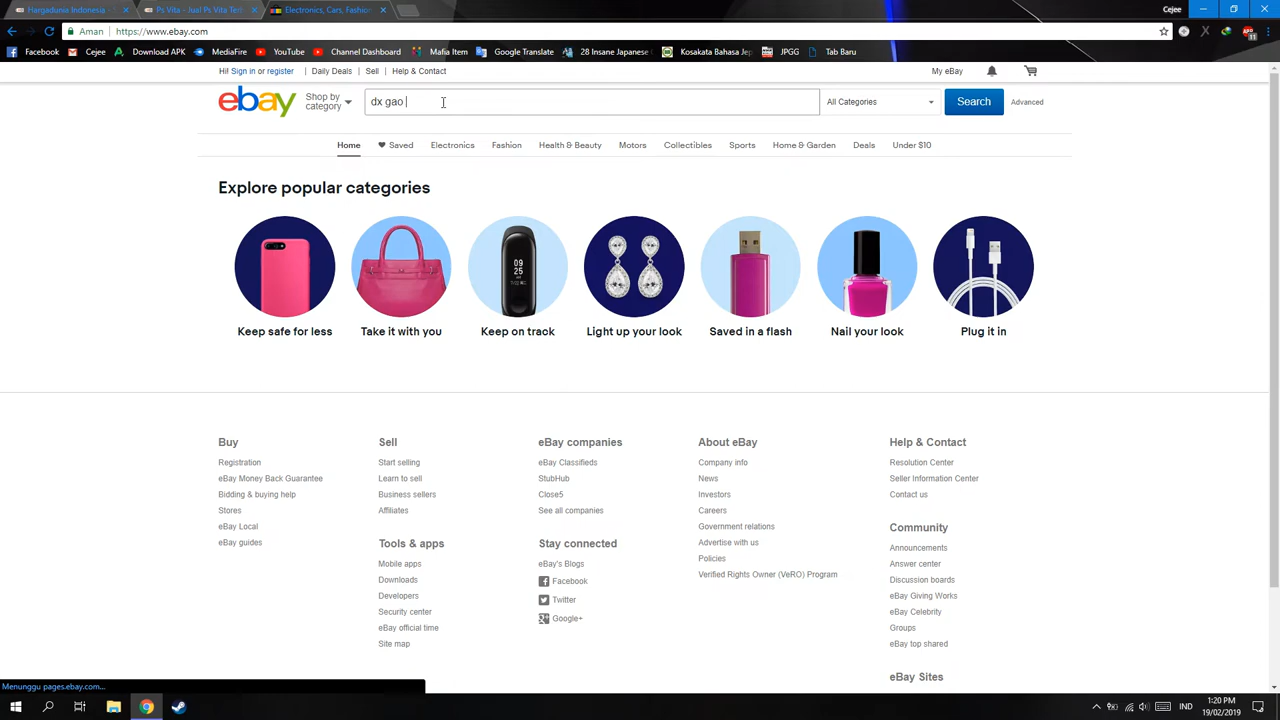 Hargadunia Indonesia -
Ps Vita - Jual Ps Vita Terl
Electronics, Cars, Fashion
Cejee
Aman
https://www.ebay.com
Facebook
Cejee
Download APK
MediaFire
YouTube
Channel Dashboard
Mafia Item
Google Translate
28 Insane Japanese
Kosakata Bahasa Jep
JPGG
Tab Baru
Hi! Sign in or register
Daily Deals
Sell
Help & Contact
My eBay
ebay
Shop by
category
dx gao
All Categories
Search
Advanced
Home
Saved
Electronics
Fashion
Health & Beauty
Motors
Collectibles
Sports
Home & Garden
Deals
Under $10
Explore popular categories
09
25
Keep safe for less
Take it with you
Keep on track
Light up your look
Saved in a flash
Nail your look
Plug it in
Buy
Registration
eBay Money Back Guarantee
Bidding & buying help
Stores
eBay Local
eBay guides
Sell
Start selling
Learn to sell
Business sellers
Affiliates
Tools & apps
Mobile apps
Downloads
Developers
Security center
eBay official time
Site map
eBay companies
eBay Classifieds
StubHub
Close5
See all companies
Stay connected
eBay's Blogs
Facebook
Twitter
Google+
About eBay
Company info
News
Investors
Careers
Government relations
Advertise with us
Policies
Verified Rights Owner (VeRO) Program
Help & Contact
Resolution Center
Seller Information Center
Contact us
Community
Announcements
Answer center
Discussion boards
eBay Giving Works
eBay Celebrity
Groups
eBay top shared
eBay Sites
Menunggu pages.ebay.com...
IND
1:20 PM
19/02/2019